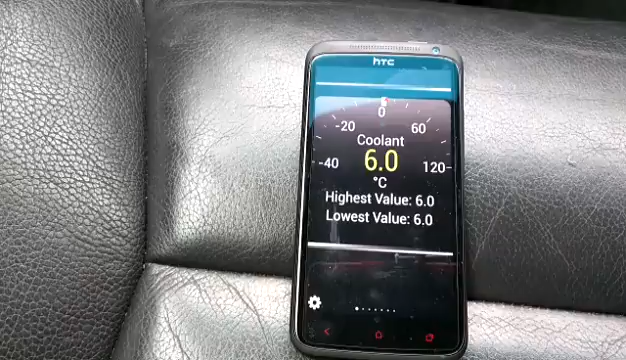 hTC
0
-20
60
Coolant
-40
6.0
120
°C
Highest Value: 6.0
Lowest Value: 6.0